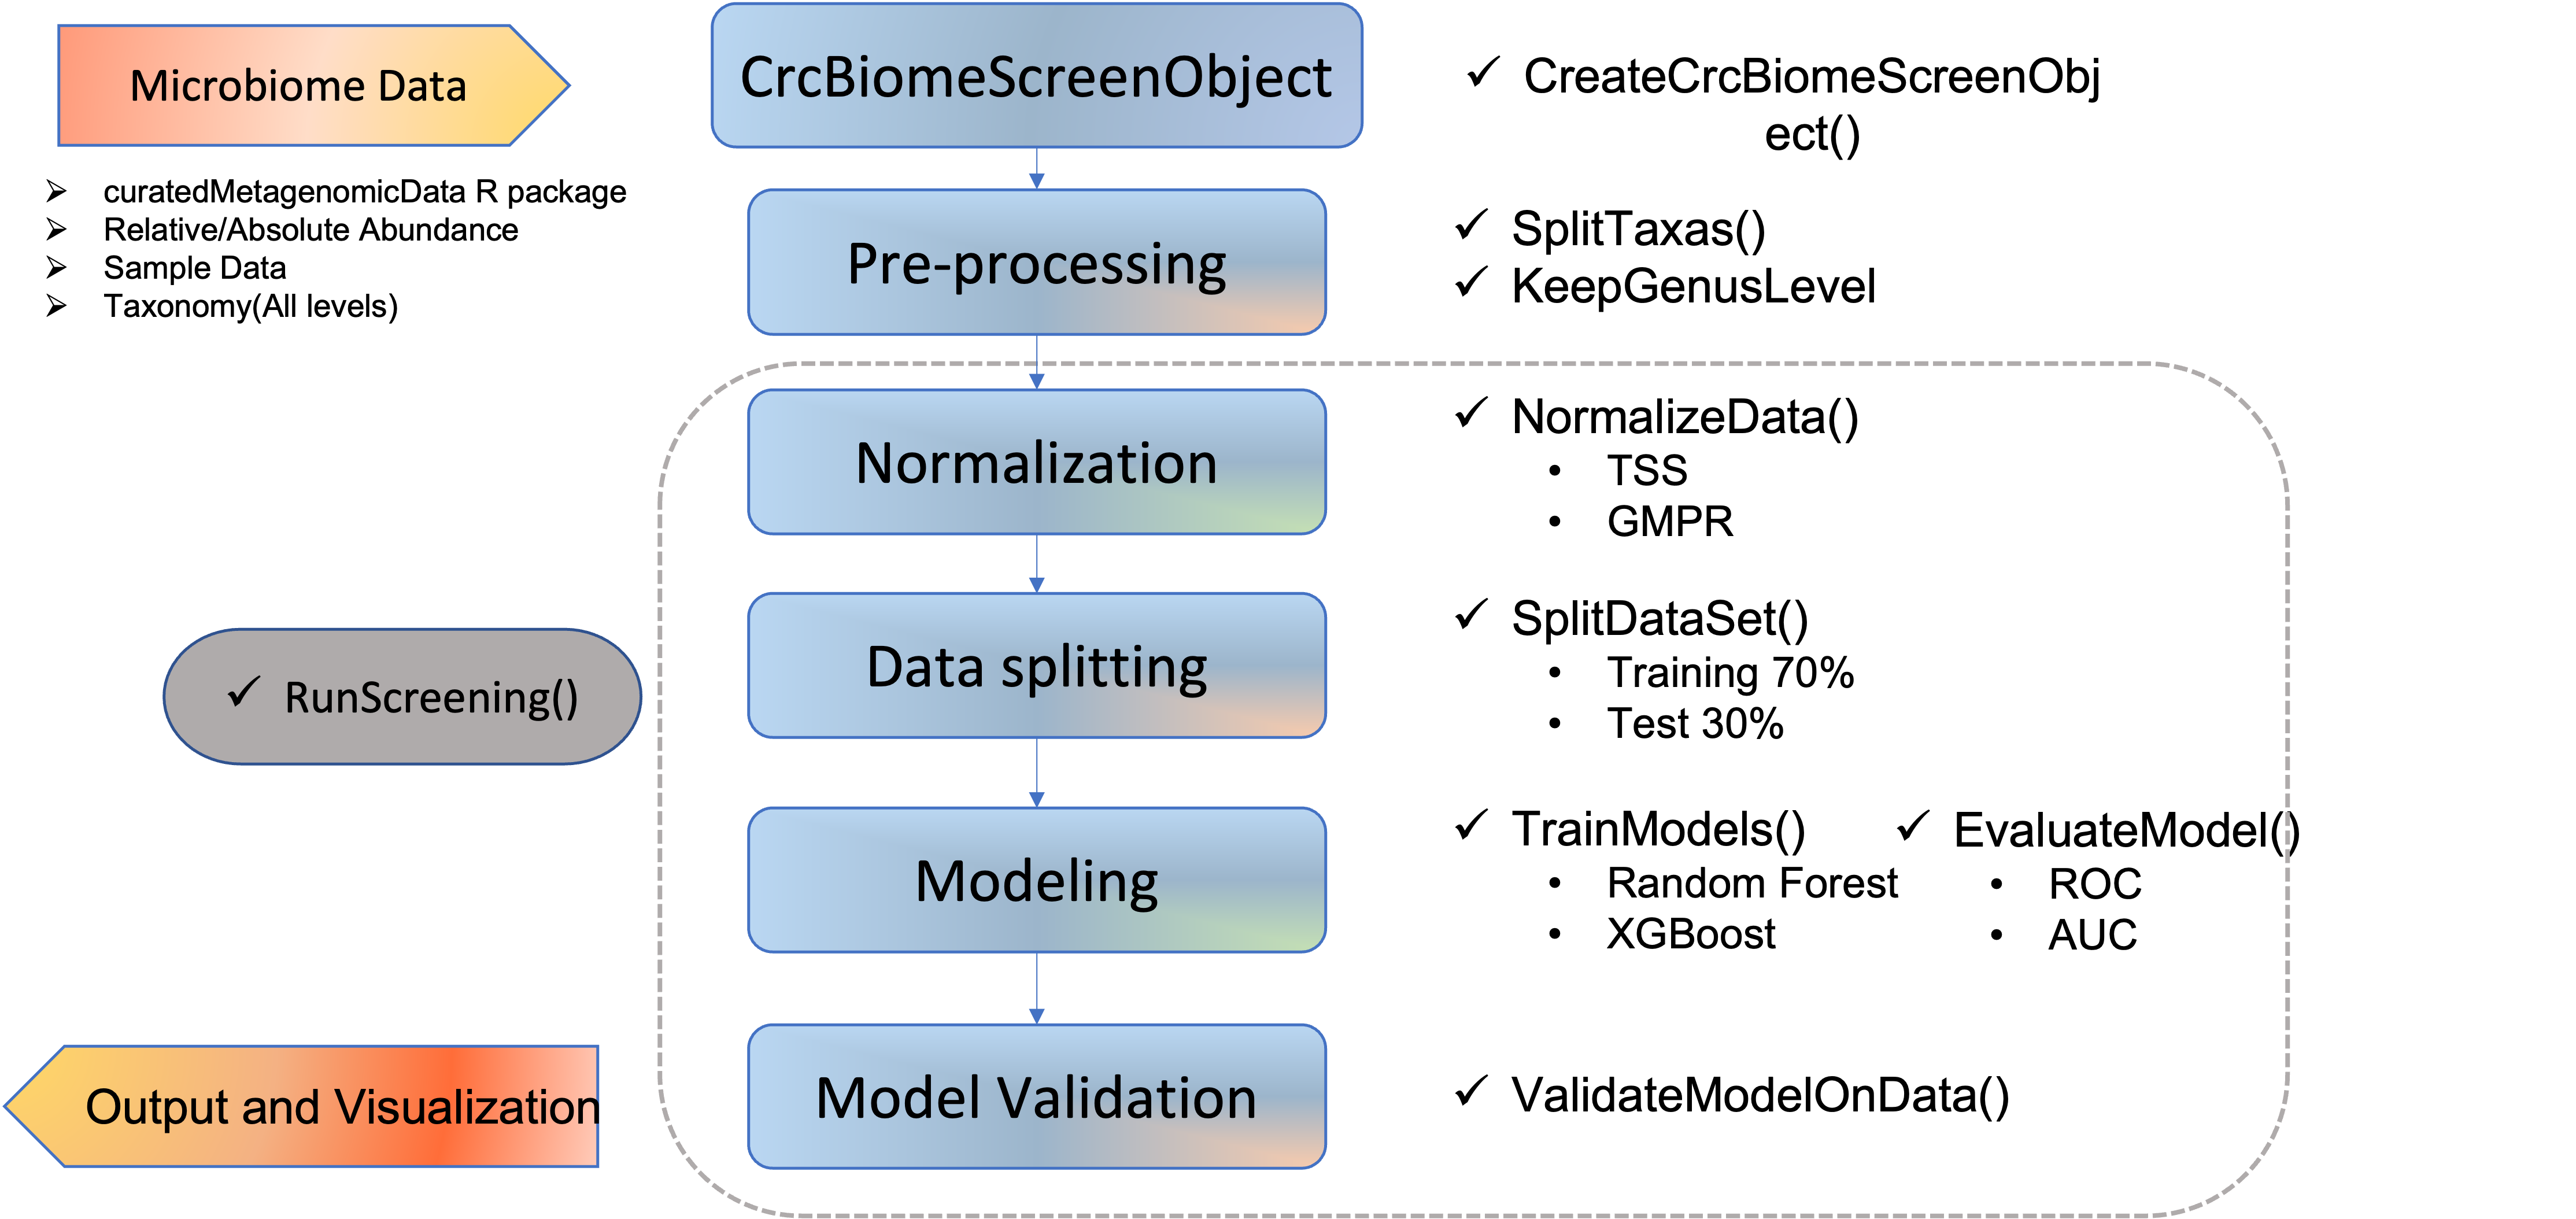 Microbiome Data
curatedMetagenomicData R package
Relative/Absolute Abundance
Sample Data
Taxonomy(All levels)
CrcBiomeScreenObject
CreateCrcBiomeScreenObj
ect()
Pre-processing
SplitTaxas()
KeepGenusLevel
Normalization
NormalizeData()
TSS
GMPR
Data splitting
SplitDataSet()
Training 70%
Test 30%
RunScreening()
Modeling
TrainModels()
Random Forest
XGBoost
EvaluateModel()
ROC
AUC
Model Validation
ValidateModelOnData()
Output and Visualization